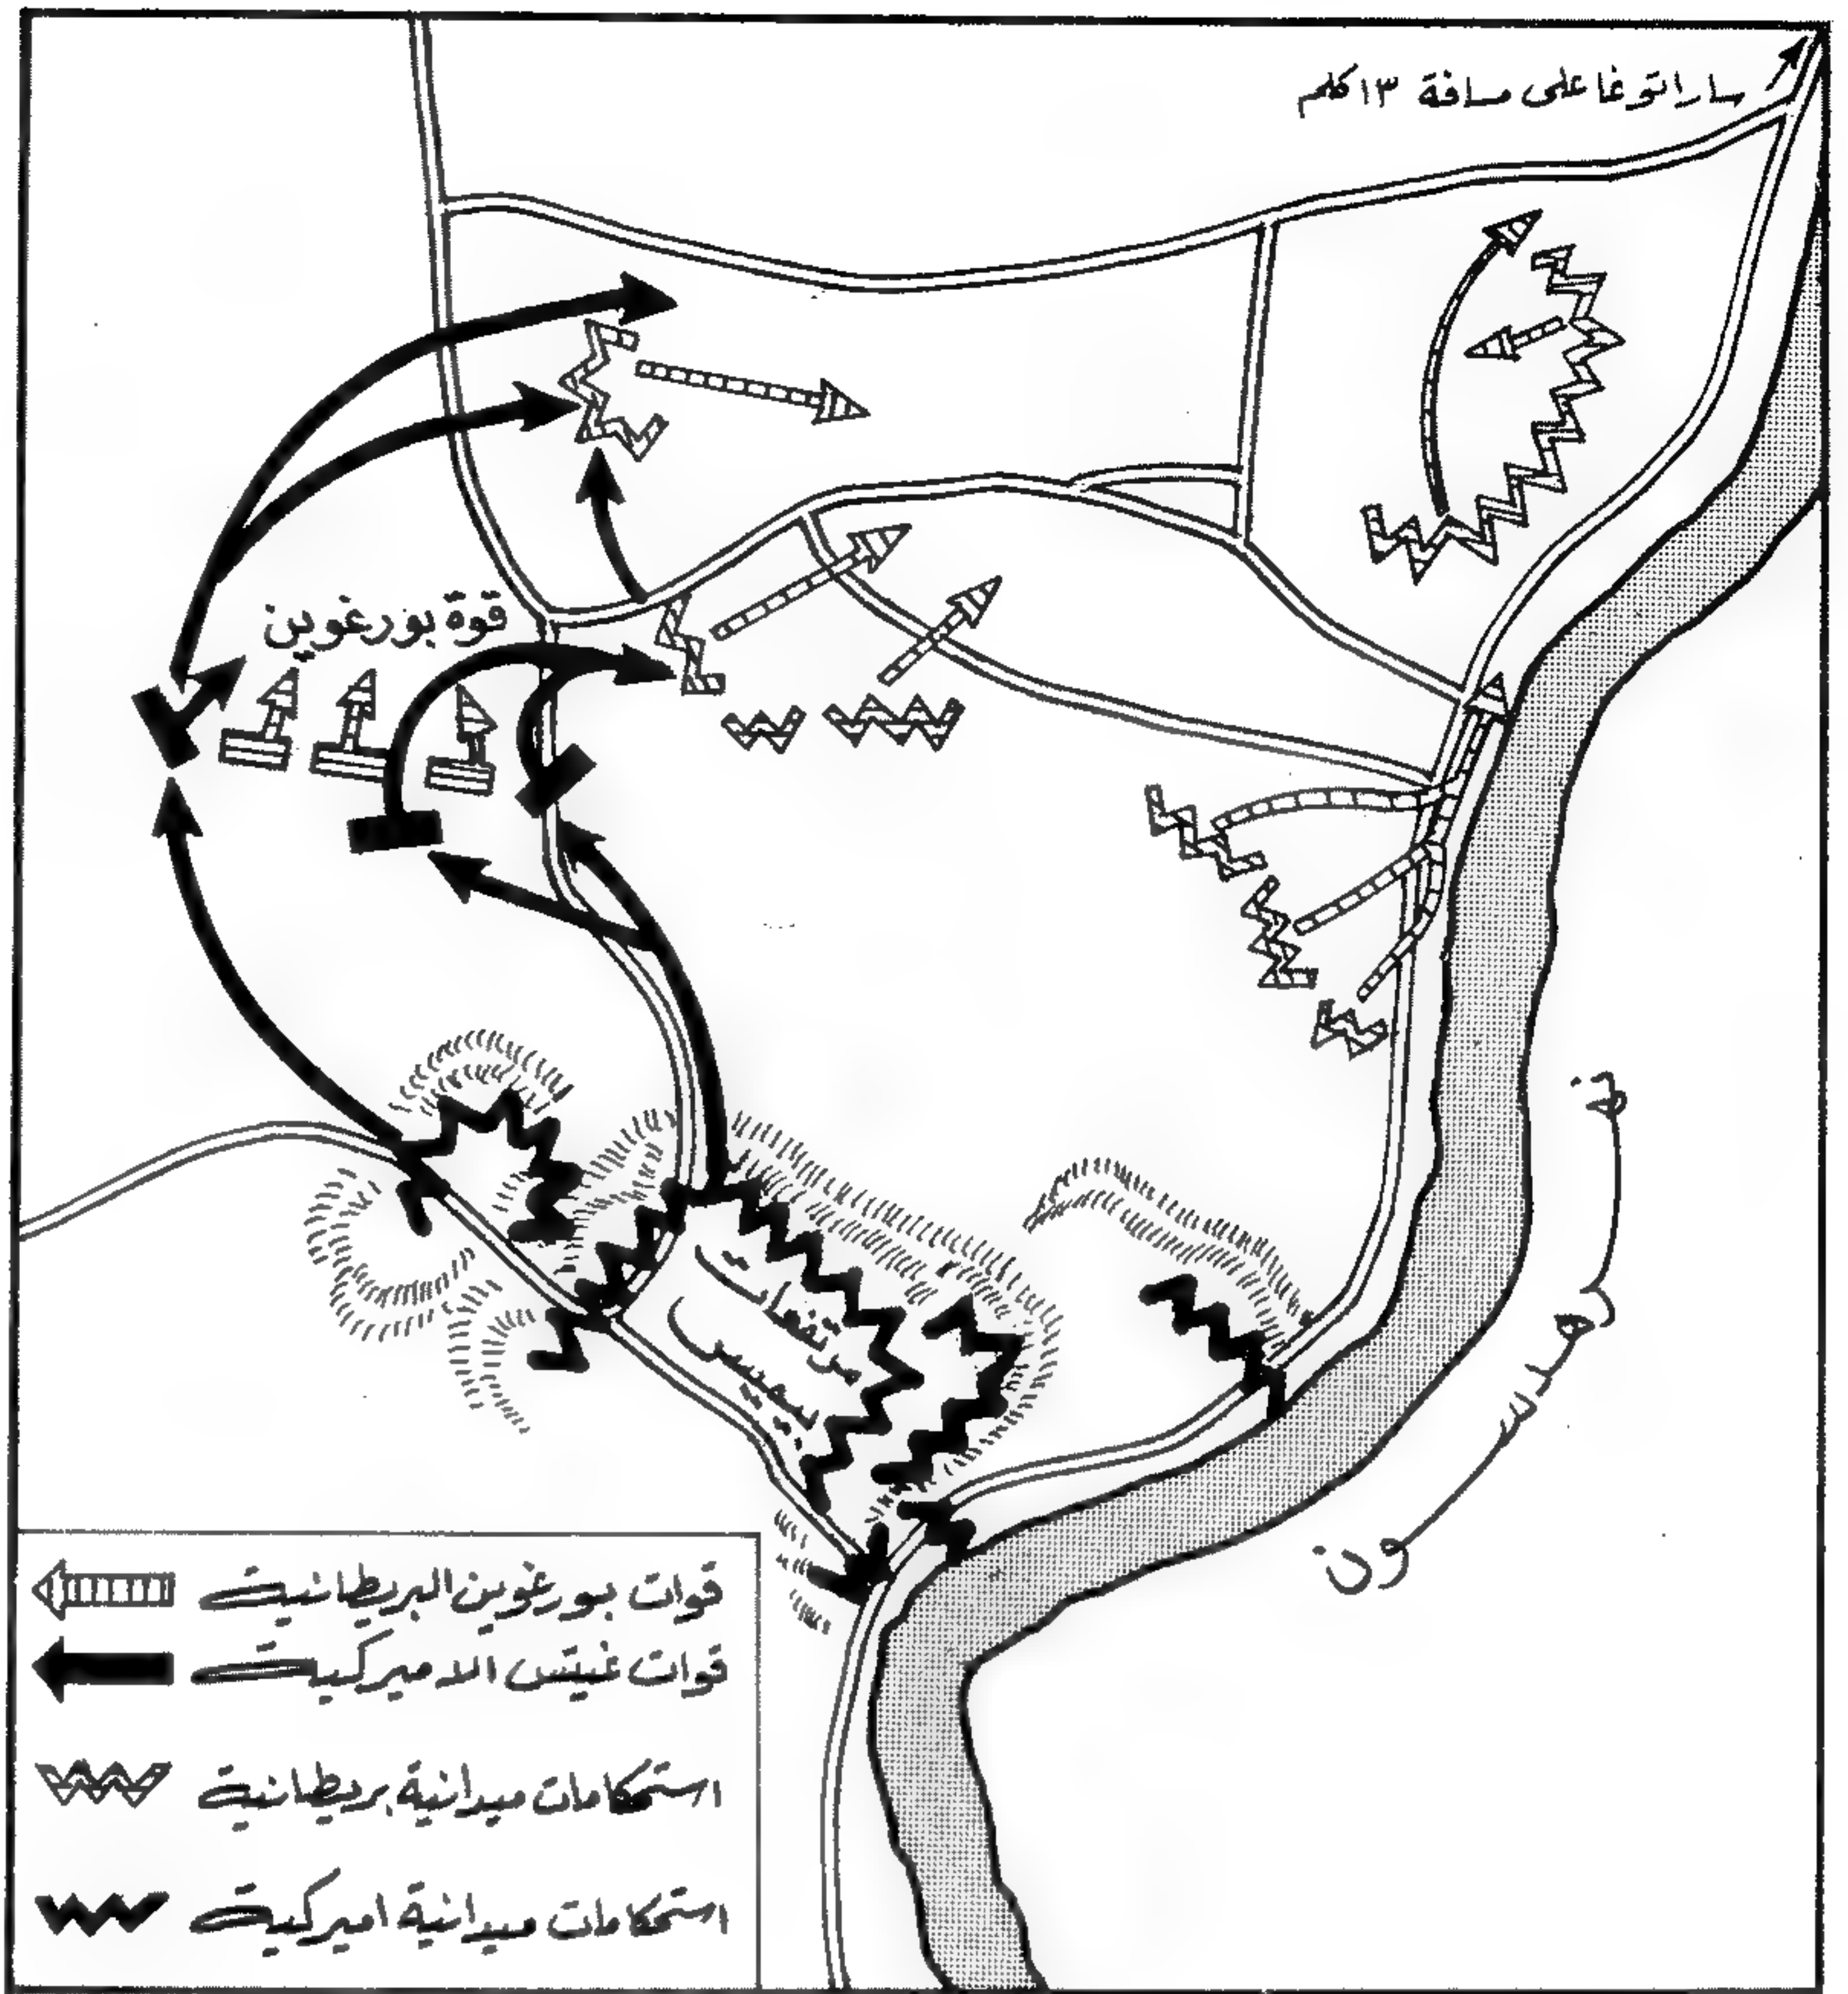 ساراتوغا على مسافة ١٣ كلم
قوة بورغوين
نهر هدسون
مرتفعات
بيميس
قوات بورغوين البريطانية
قوات غيتس الاميركية
استحكامات ميدانية بريطانية
استحكامات ميدانية اميركية